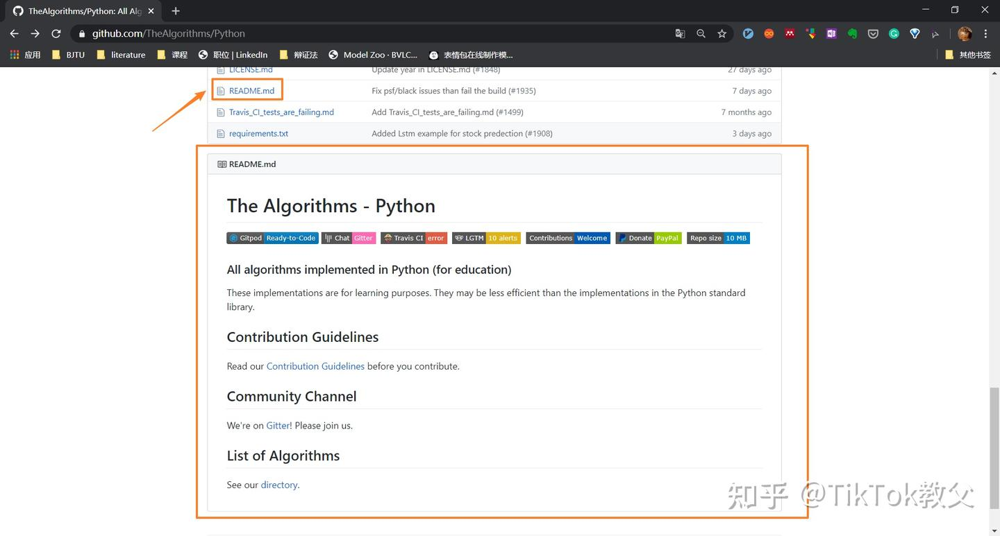 TheAlgorithms/Python: All Alg
github.com/TheAlgorithms/Python
应用 BJTU literature 课程 职位 | LinkedIn 辩证法 Model Zoo · BVLC... 表情包在线制作模... 其他书签
LICENSE.md Update year in LICENSE.md (#1848) 27 days ago
README.md Fix psf/black issues than fail the build (#1935) 7 days ago
Travis_CI_tests_are_failing.md Add Travis_CI_tests_are_failing.md (#1499) 7 months ago
requirements.txt Added Lstm example for stock predection (#1908) 3 days ago
README.md
The Algorithms - Python
Gitpod Ready-to-Code Chat Gitter Travis CI error LGTM 10 alerts Contributions Welcome Donate PayPal Repo size 10 MB
All algorithms implemented in Python (for education)
These implementations are for learning purposes. They may be less efficient than the implementations in the Python standard
library.
Contribution Guidelines
Read our Contribution Guidelines before you contribute.
Community Channel
We're on Gitter! Please join us.
List of Algorithms
See our directory.
知乎 @TikTok教父